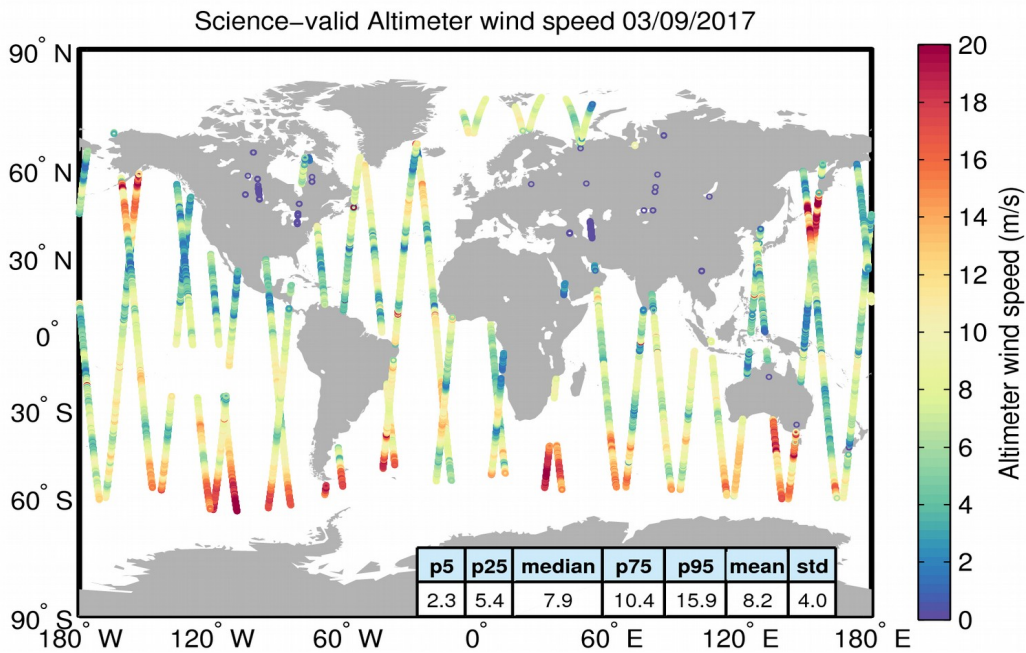 Science−valid Altimeter wind speed 03/09/2017
90° N
60° N
30° N
0°
30° S
60° S
90° S
180° W
120° W
60° W
0°
60° E
120° E
180° E
p5 p25 median p75 p95 mean std
2.3 5.4 7.9 10.4 15.9 8.2 4.0
20
18
16
14
12
10
8
6
4
2
0
Altimeter wind speed (m/s)